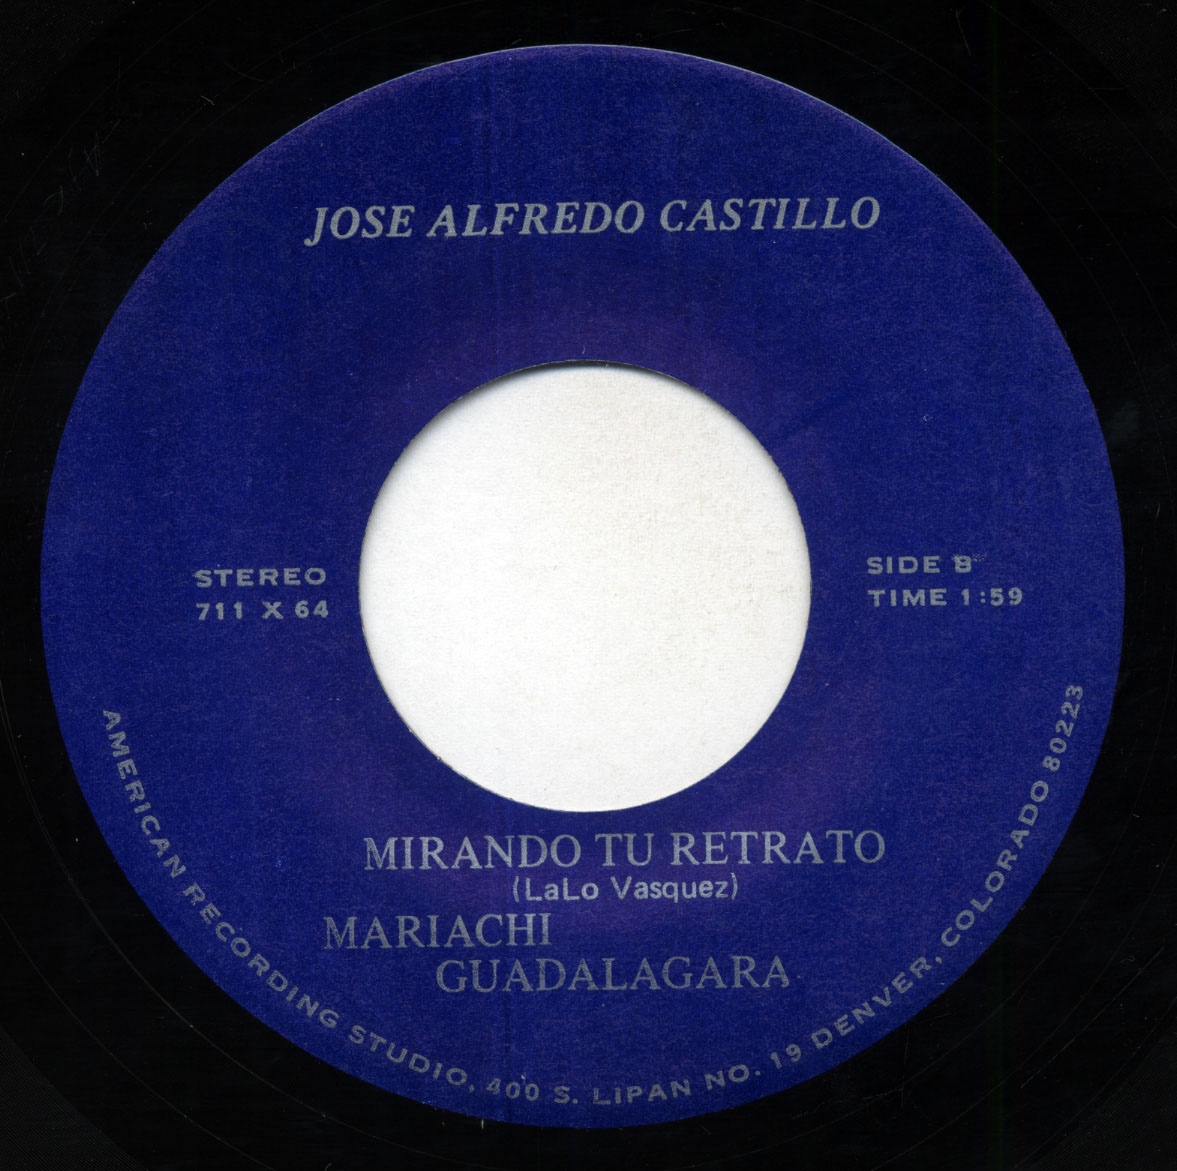 JOSE ALFREDO CASTILLO
STEREO
711 X 64
SIDE B
TIME 1:59
MIRANDO TU RETRATO
(LaLo Vasquez)
MARIACHI
GUADALAGARA
AMERICAN RECORDING STUDIO, 400 S. LIPAN NO. 19 DENVER, COLORADO 80223